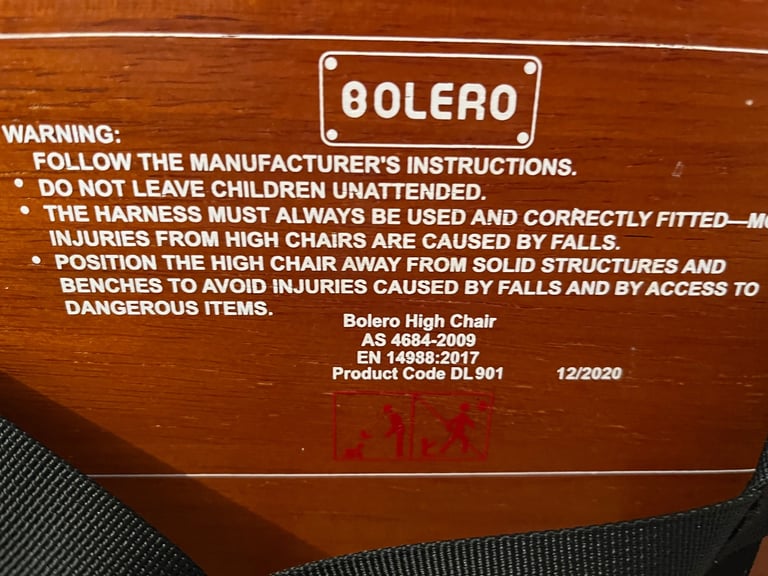 BOLERO
WARNING:
FOLLOW THE MANUFACTURER'S INSTRUCTIONS.
• DO NOT LEAVE CHILDREN UNATTENDED.
• THE HARNESS MUST ALWAYS BE USED AND CORRECTLY FITTED—
INJURIES FROM HIGH CHAIRS ARE CAUSED BY FALLS.
• POSITION THE HIGH CHAIR AWAY FROM SOLID STRUCTURES AND
BENCHES TO AVOID INJURIES CAUSED BY FALLS AND BY ACCESS TO
DANGEROUS ITEMS.
Bolero High Chair
AS 4684-2009
EN 14988:2017
Product Code DL901 12/2020